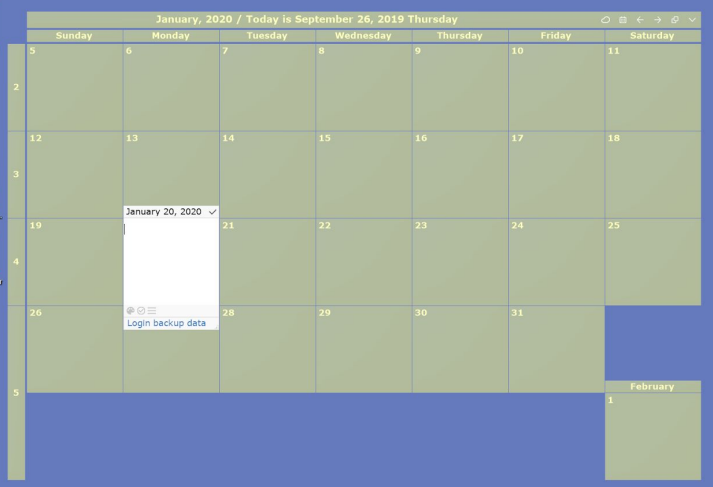 January, 2020 / Today is September 26, 2019 Thursday
Sunday Monday Tuesday Wednesday Thursday Friday Saturday
2
5 6 7 8 9 10 11
3
12 13 14 15 16 17 18
January 20, 2020
4
19 21 22 23 24 25
26 28 29 30 31
Login backup data
February
5
1